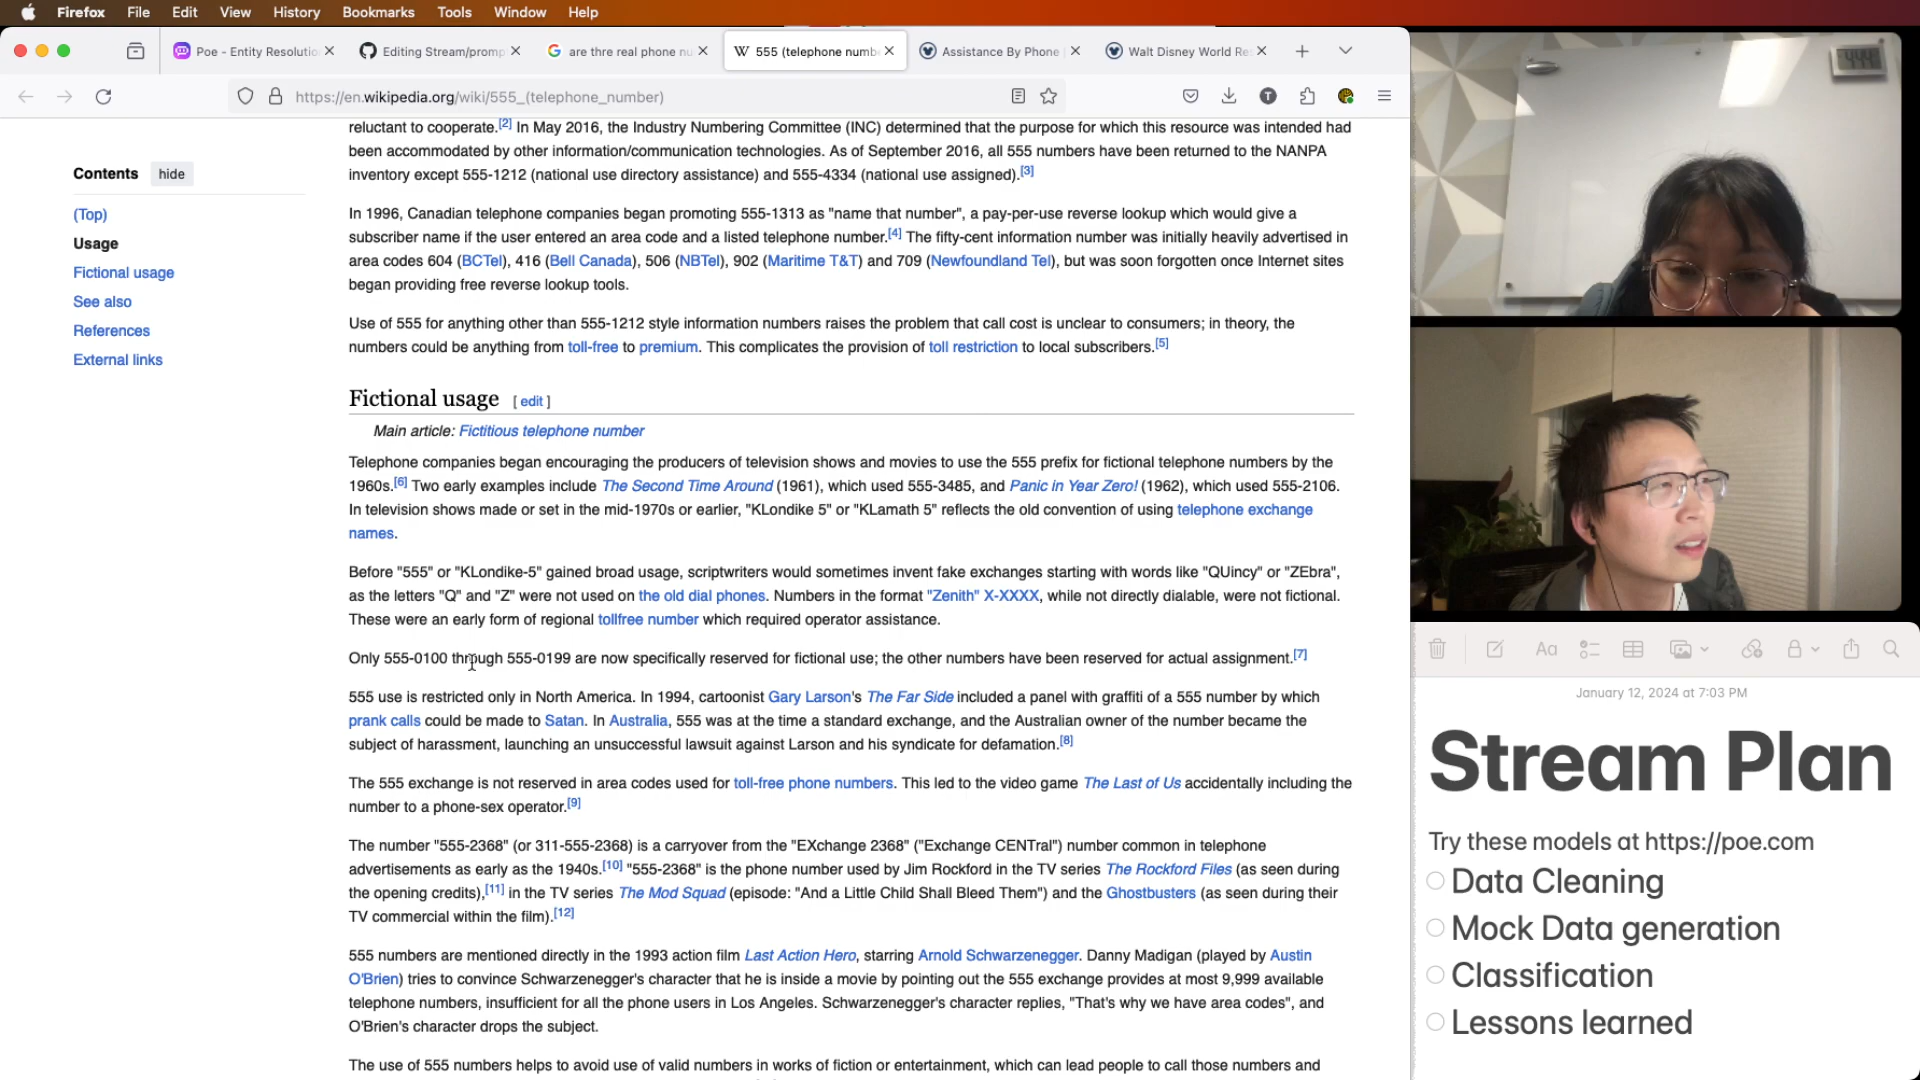 Firefox File Edit View History Bookmarks Tools Window Help
Poe - Entity Resolutio
Editing Stream/promp
are thre real phone nu
555 (telephone numb
Assistance By Phone
Walt Disney World Re
https://en.wikipedia.org/wiki/555_(telephone_number)
reluctant to cooperate.[2] In May 2016, the Industry Numbering Committee (INC) determined that the purpose for which this resource was intended had
been accommodated by other information/communication technologies. As of September 2016, all 555 numbers have been returned to the NANPA
inventory except 555-1212 (national use directory assistance) and 555-4334 (national use assigned).[3]
Contents hide
(Top)
Usage
Fictional usage
See also
References
External links
In 1996, Canadian telephone companies began promoting 555-1313 as "name that number", a pay-per-use reverse lookup which would give a
subscriber name if the user entered an area code and a listed telephone number.[4] The fifty-cent information number was initially heavily advertised in
area codes 604 (BCTel), 416 (Bell Canada), 506 (NBTel), 902 (Maritime T&T) and 709 (Newfoundland Tel), but was soon forgotten once Internet sites
began providing free reverse lookup tools.
Use of 555 for anything other than 555-1212 style information numbers raises the problem that call cost is unclear to consumers; in theory, the
numbers could be anything from toll-free to premium. This complicates the provision of toll restriction to local subscribers.[5]
Fictional usage [ edit ]
Main article: Fictitious telephone number
Telephone companies began encouraging the producers of television shows and movies to use the 555 prefix for fictional telephone numbers by the
1960s.[6] Two early examples include The Second Time Around (1961), which used 555-3485, and Panic in Year Zero! (1962), which used 555-2106.
In television shows made or set in the mid-1970s or earlier, "KLondike 5" or "KLamath 5" reflects the old convention of using telephone exchange
names.
Before "555" or "KLondike-5" gained broad usage, scriptwriters would sometimes invent fake exchanges starting with words like "QUincy" or "ZEbra",
as the letters "Q" and "Z" were not used on the old dial phones. Numbers in the format "Zenith" X-XXXX, while not directly dialable, were not fictional.
These were an early form of regional tollfree number which required operator assistance.
Only 555-0100 through 555-0199 are now specifically reserved for fictional use; the other numbers have been reserved for actual assignment.[7]
555 use is restricted only in North America. In 1994, cartoonist Gary Larson's The Far Side included a panel with graffiti of a 555 number by which
prank calls could be made to Satan. In Australia, 555 was at the time a standard exchange, and the Australian owner of the number became the
subject of harassment, launching an unsuccessful lawsuit against Larson and his syndicate for defamation.[8]
The 555 exchange is not reserved in area codes used for toll-free phone numbers. This led to the video game The Last of Us accidentally including the
number to a phone-sex operator.[9]
The number "555-2368" (or 311-555-2368) is a carryover from the "EXchange 2368" ("Exchange CENTral") number common in telephone
advertisements as early as the 1940s.[10] "555-2368" is the phone number used by Jim Rockford in the TV series The Rockford Files (as seen during
the opening credits),[11] in the TV series The Mod Squad (episode: "And a Little Child Shall Bleed Them") and the Ghostbusters (as seen during their
TV commercial within the film).[12]
555 numbers are mentioned directly in the 1993 action film Last Action Hero, starring Arnold Schwarzenegger. Danny Madigan (played by Austin
O'Brien) tries to convince Schwarzenegger's character that he is inside a movie by pointing out the 555 exchange provides at most 9,999 available
telephone numbers, insufficient for all the phone users in Los Angeles. Schwarzenegger's character replies, "That's why we have area codes", and
O'Brien's character drops the subject.
The use of 555 numbers helps to avoid use of valid numbers in works of fiction or entertainment, which can lead people to call those numbers and
Aa
January 12, 2024 at 7:03 PM
Stream Plan
Try these models at https://poe.com
Data Cleaning
Mock Data generation
Classification
Lessons learned